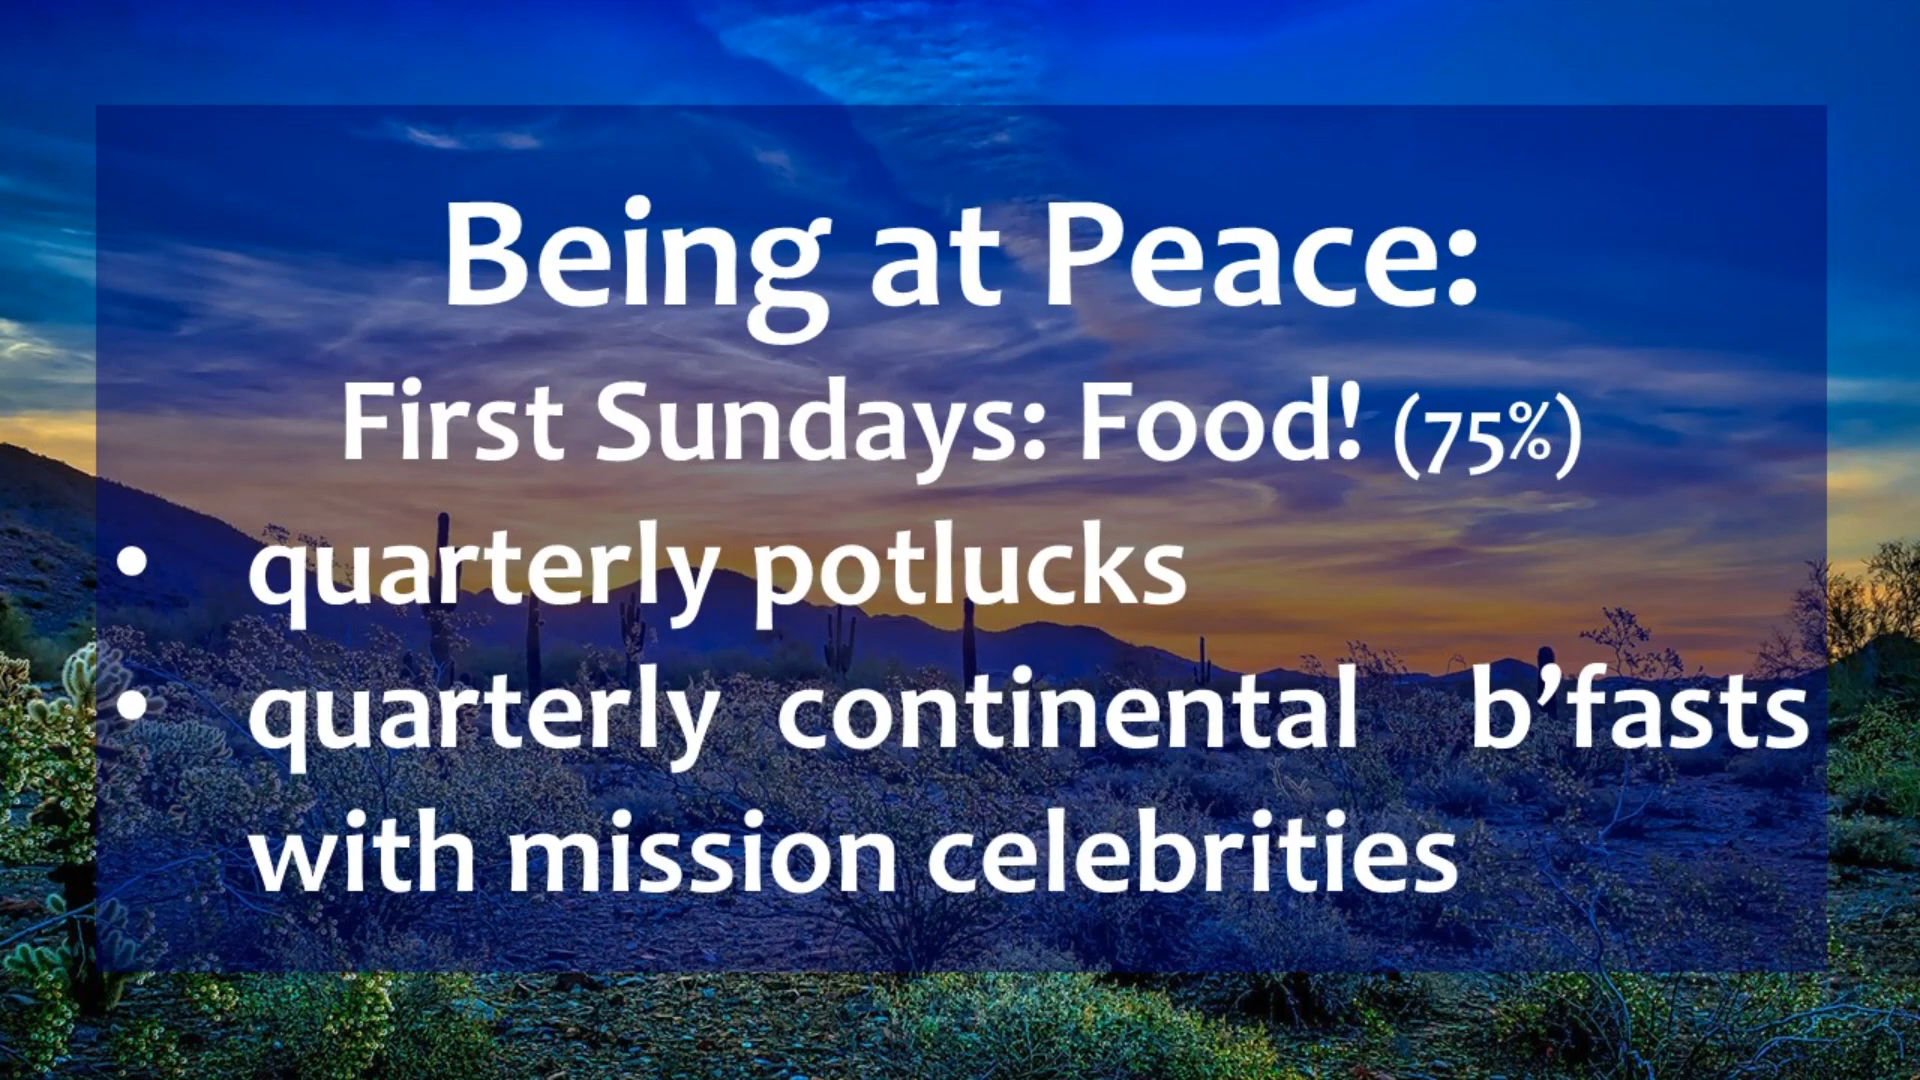 Being at Peace:
First Sundays: Food! (75%)
• quarterly potlucks
• quarterly continental b’fasts
with mission celebrities